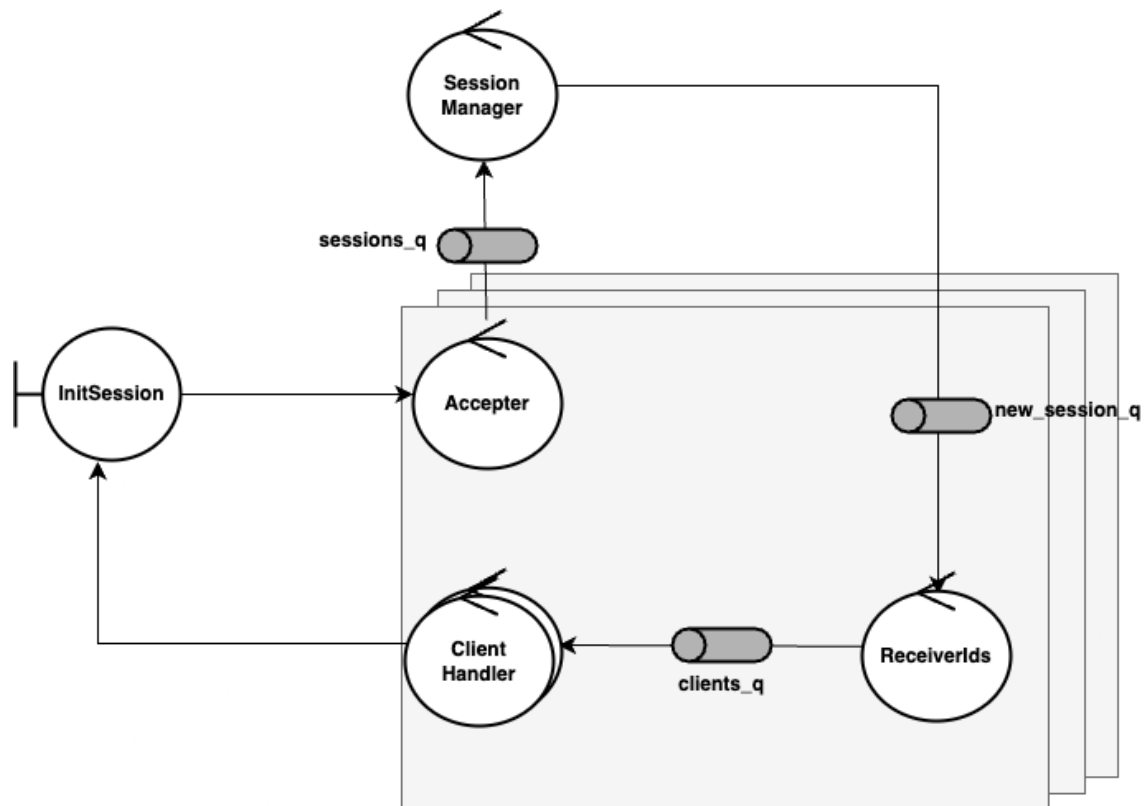 Session
Manager
sessions_q
InitSession
Accepter
new_session_q
Client
Handler
clients_q
ReceiverIds